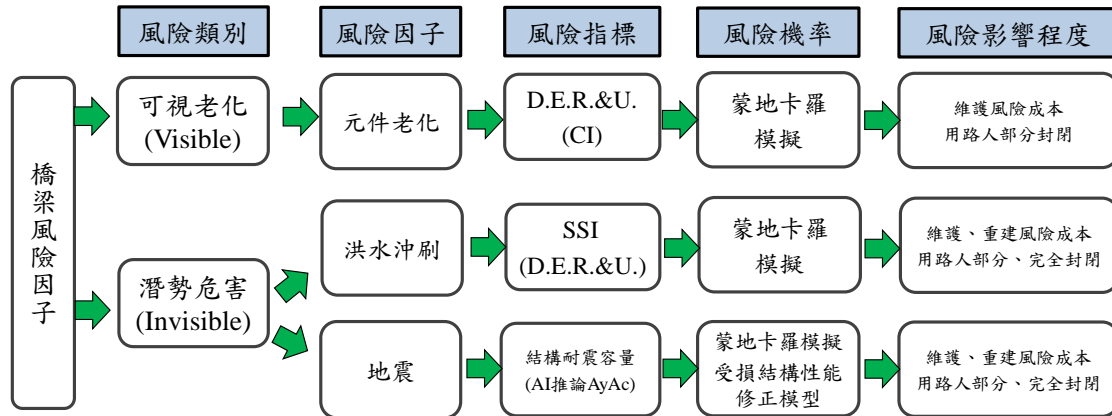 風險類別
風險因子
風險指標
風險機率
風險影響程度
橋梁風險因子
可視老化
(Visible)
元件老化
D.E.R.&U.
(CI)
蒙地卡羅
模擬
維護風險成本
用路人部分封閉
潛勢危害
(Invisible)
洪水沖刷
SSI
(D.E.R.&U.)
蒙地卡羅
模擬
維護、重建風險成本
用路人部分、完全封閉
地震
結構耐震容量
(AI推論AyAc)
蒙地卡羅模擬
受損結構性能
修正模型
維護、重建風險成本
用路人部分、完全封閉